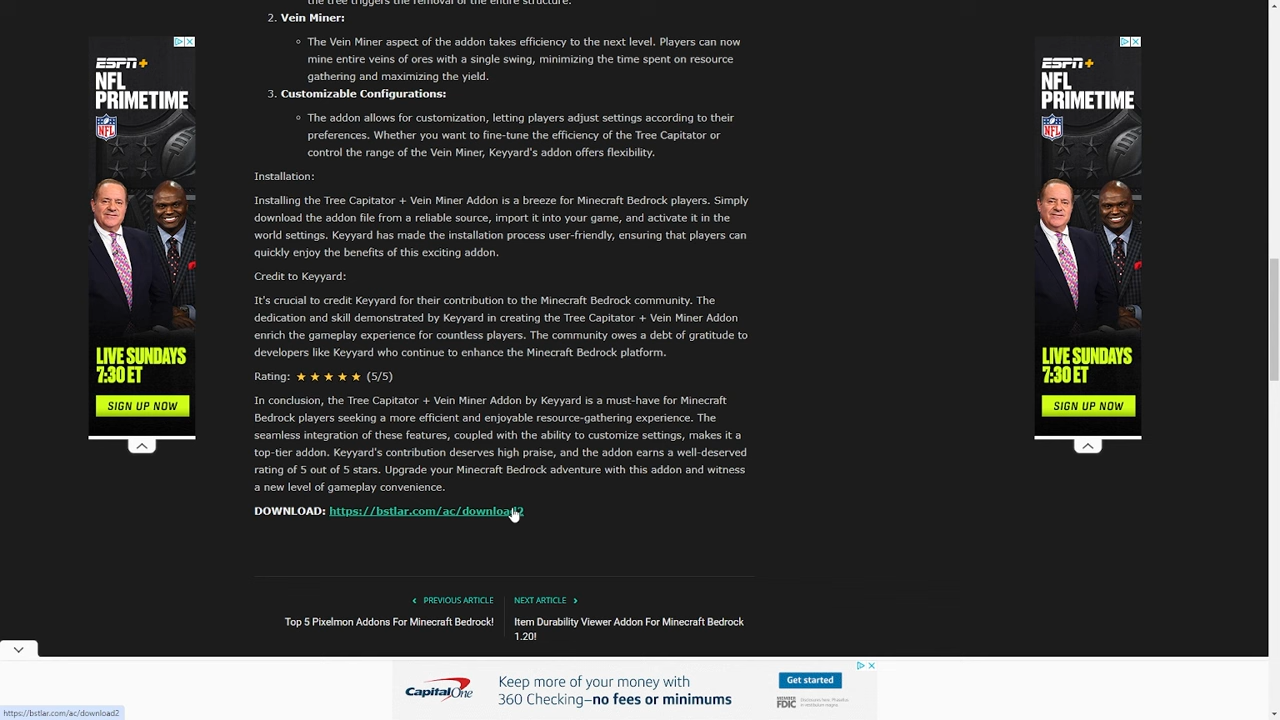 the tree triggers the removal of the entire structure.
2. Vein Miner:
The Vein Miner aspect of the addon takes efficiency to the next level. Players can now
mine entire veins of ores with a single swing, minimizing the time spent on resource
gathering and maximizing the yield.
3. Customizable Configurations:
The addon allows for customization, letting players adjust settings according to their
preferences. Whether you want to fine-tune the efficiency of the Tree Capitator or
control the range of the Vein Miner, Keyyard's addon offers flexibility.
Installation:
Installing the Tree Capitator + Vein Miner Addon is a breeze for Minecraft Bedrock players. Simply
download the addon file from a reliable source, import it into your game, and activate it in the
world settings. Keyyard has made the installation process user-friendly, ensuring that players can
quickly enjoy the benefits of this exciting addon.
Credit to Keyyard:
It's crucial to credit Keyyard for their contribution to the Minecraft Bedrock community. The
dedication and skill demonstrated by Keyyard in creating the Tree Capitator + Vein Miner Addon
enrich the gameplay experience for countless players. The community owes a debt of gratitude to
developers like Keyyard who continue to enhance the Minecraft Bedrock platform.
Rating: ★ ★ ★ ★ ★ (5/5)
In conclusion, the Tree Capitator + Vein Miner Addon by Keyyard is a must-have for Minecraft
Bedrock players seeking a more efficient and enjoyable resource-gathering experience. The
seamless integration of these features, coupled with the ability to customize settings, makes it a
top-tier addon. Keyyard's contribution deserves high praise, and the addon earns a well-deserved
rating of 5 out of 5 stars. Upgrade your Minecraft Bedrock adventure with this addon and witness
a new level of gameplay convenience.
DOWNLOAD: https://bstlar.com/ac/download2
PREVIOUS ARTICLE
Top 5 Pixelmon Addons For Minecraft Bedrock!
NEXT ARTICLE
Item Durability Viewer Addon For Minecraft Bedrock
1.20!
ESPN+
NFL
PRIMETIME
NFL
LIVE SUNDAYS
7:30 ET
SIGN UP NOW
ESPN+
NFL
PRIMETIME
NFL
LIVE SUNDAYS
7:30 ET
SIGN UP NOW
Capital One
Keep more of your money with
360 Checking–no fees or minimums
Get started
MEMBER
FDIC
https://bstlar.com/ac/download2